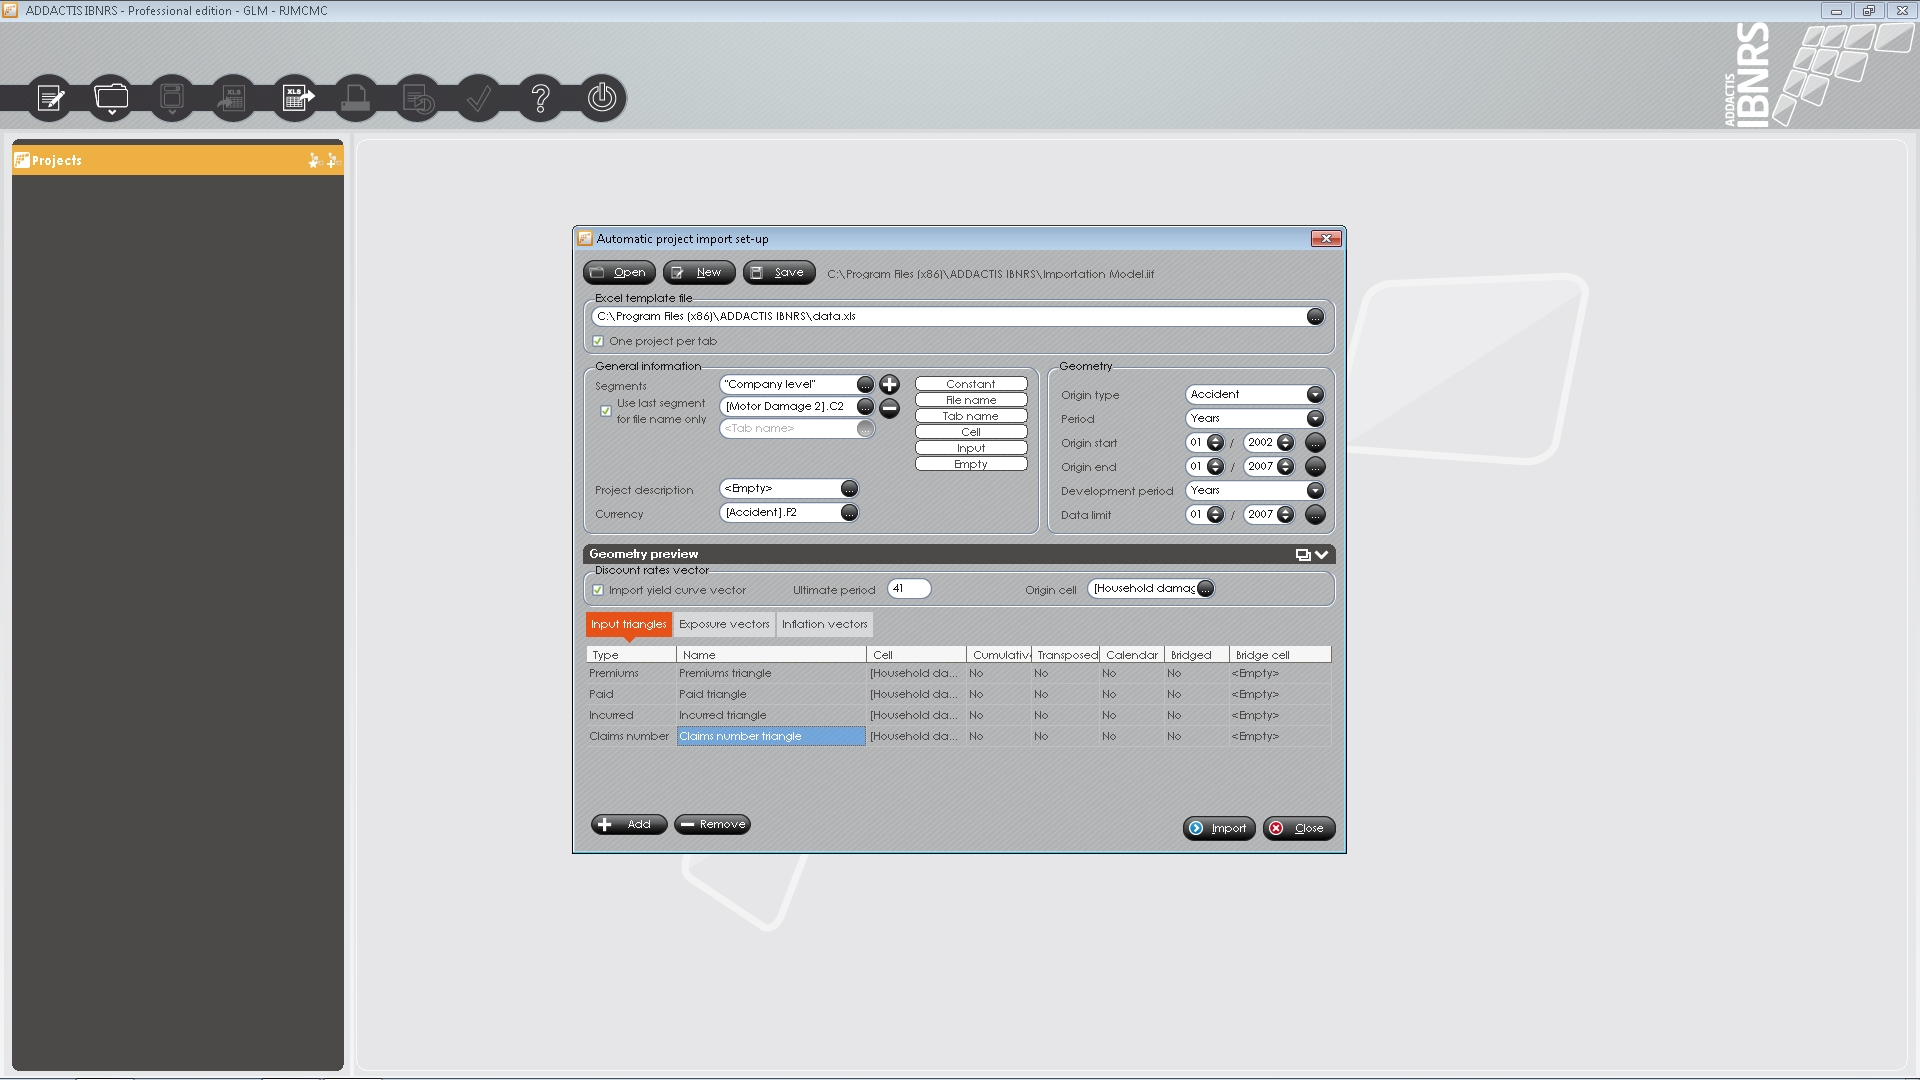 ADDACTIS IBNRS - Professional edition - GLM - RJMCMC
ADDACTIS IBNRS
XLS
XLS
?
Projects
Automatic project import set-up
Open
New
Save
C:\Program Files (x86)\ADDACTIS IBNRS\Importation Model.iif
Excel template file
C:\Program Files (x86)\ADDACTIS IBNRS\data.xls
...
One project per tab
General information
Segments
"Company level"
...
Use last segment for file name only
[Motor Damage 2].C2
...
<Tab name>
...
Constant
File name
Tab name
Cell
Input
Empty
Project description
<Empty>
...
Currency
[Accident].F2
...
Geometry
Origin type
Accident
Period
Years
Origin start
01 / 2002
...
Origin end
01 / 2007
...
Development period
Years
Data limit
01 / 2007
...
Geometry preview
Discount rates vector
Import yield curve vector
Ultimate period
41
Origin cell
[Household damag
...
Input triangles
Exposure vectors
Inflation vectors
Type Name Cell Cumulativ Transposed Calendar Bridged Bridge cell
Premiums Premiums triangle [Household da... No No No No <Empty>
Paid Paid triangle [Household da... No No No No <Empty>
Incurred Incurred triangle [Household da... No No No No <Empty>
Claims number Claims number triangle [Household da... No No No No <Empty>
Add
Remove
Import
Close